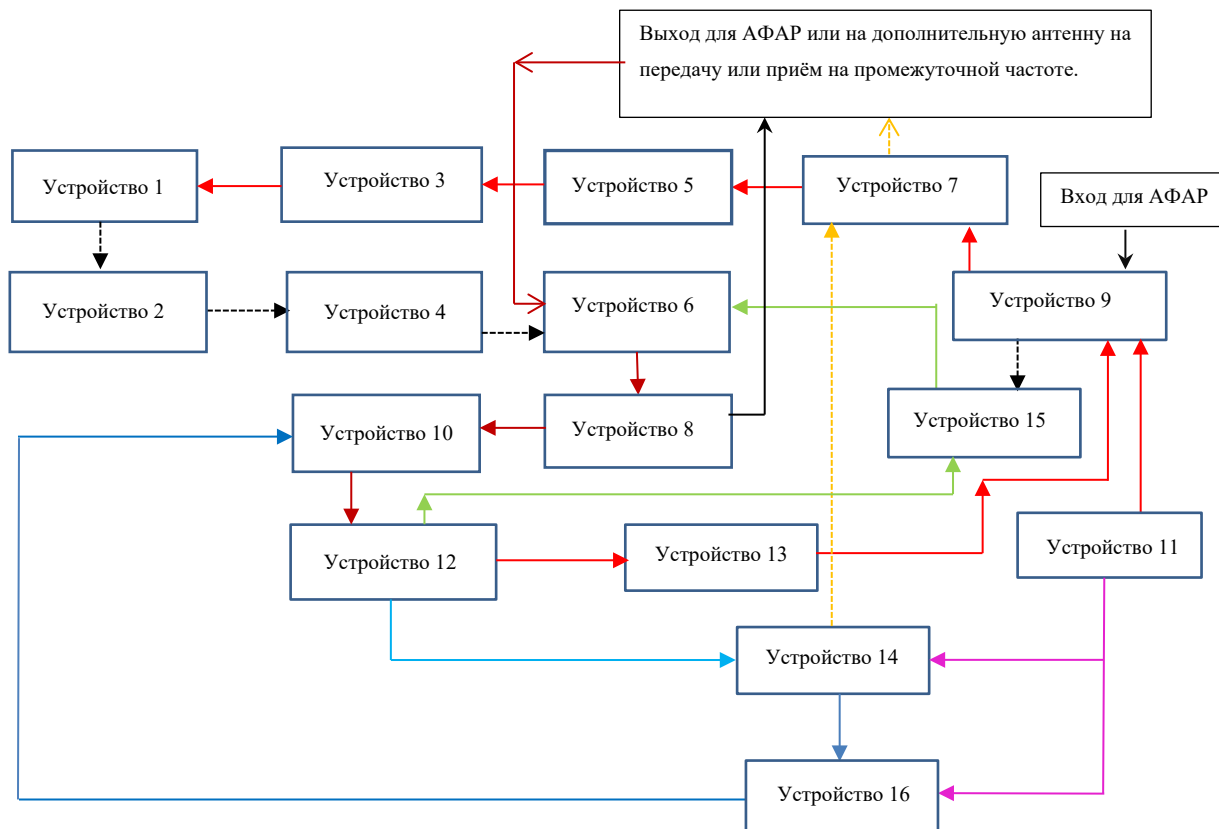 Выход для АФАР или на дополнительную антенну на
передачу или приём на промежуточной частоте.
Устройство 1
Устройство 3
Устройство 5
Устройство 7
Вход для АФАР
Устройство 2
Устройство 4
Устройство 6
Устройство 9
Устройство 10
Устройство 8
Устройство 15
Устройство 12
Устройство 13
Устройство 11
Устройство 14
Устройство 16